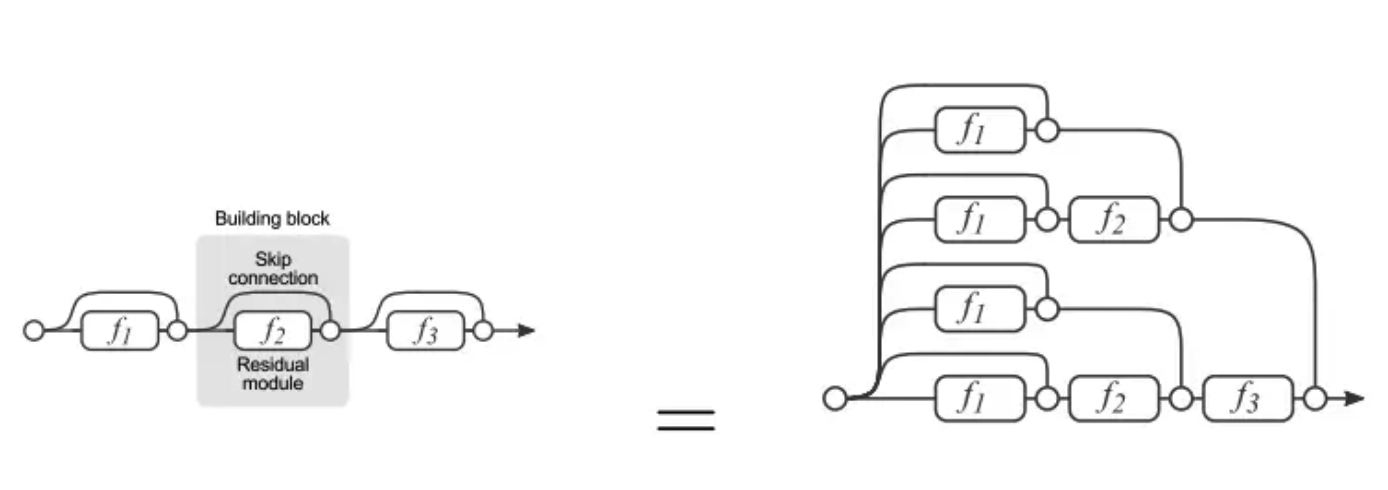 Building block
Skip
connection
f1 f2 f3
Residual
module
=
f1
f1 f2
f1
f1 f2 f3